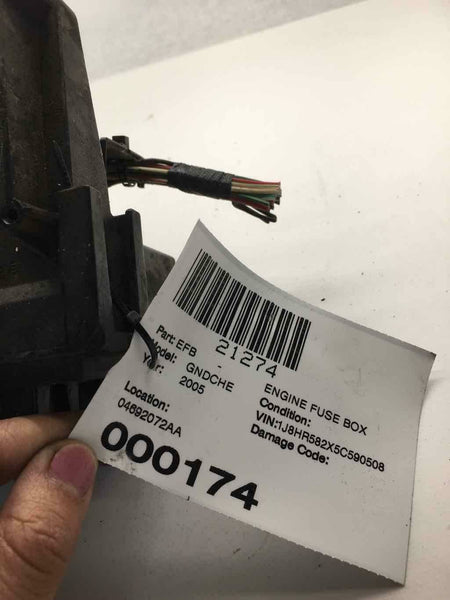 21274
Part: EFB - ENGINE FUSE BOX
Model: GNDCHE Condition:
Year: 2005 VIN:1J8HR582X5C590508
Damage Code:
Location:
04692072AA
000174